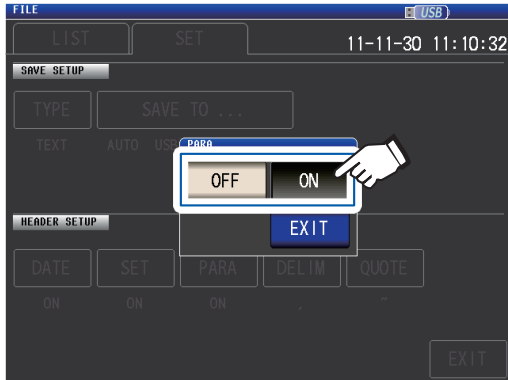 FILE USB
LIST SET 11-11-30 11:10:32
SAVE SETUP
TYPE SAVE TO ...
TEXT AUTO USB
PARA
OFF ON
EXIT
HEADER SETUP
DATE SET PARA DELIM QUOTE
ON ON ON . ~
EXIT